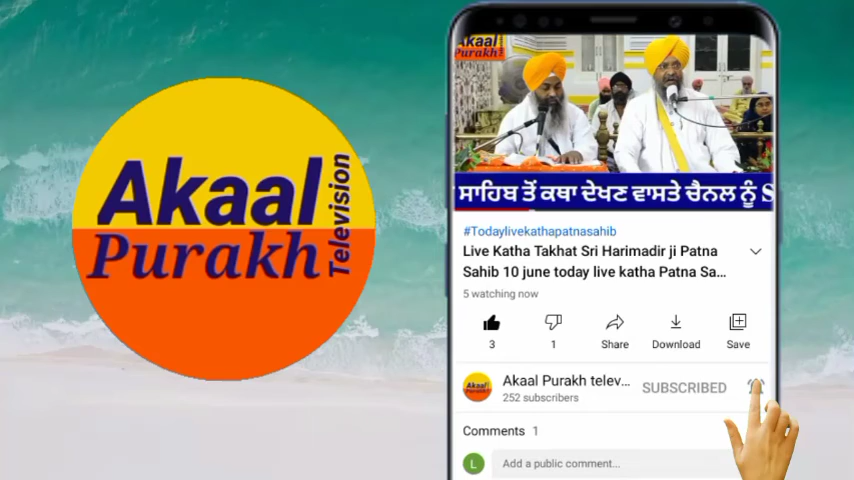 Akaal
Purakh
Television
Akaal
Purakh
ਸਾਹਿਬ ਤੋਂ ਕਥਾ ਦੇਖਣ ਵਾਸਤੇ ਚੈਨਲ ਨੂੰ S
#Todaylivekathapatnasahib
Live Katha Takhat Sri Harimadir ji Patna
Sahib 10 june today live katha Patna Sa...
5 watching now
3
1
Share
Download
Save
Akaal
Purakh
Akaal Purakh telev...
252 subscribers
SUBSCRIBED
Comments 1
L
Add a public comment...